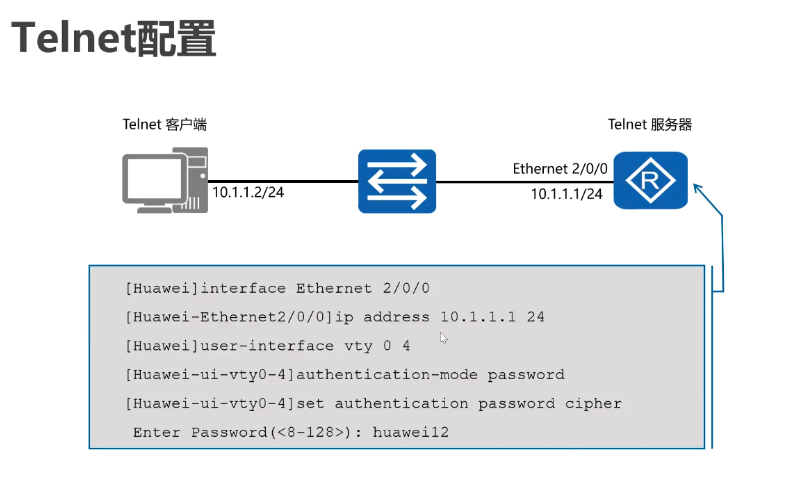 Telnet配置
Telnet 客户端
Telnet 服务器
10.1.1.2/24
Ethernet 2/0/0
10.1.1.1/24
R
[Huawei]interface Ethernet 2/0/0
[Huawei-Ethernet2/0/0]ip address 10.1.1.1 24
[Huawei]user-interface vty 0 4
[Huawei-ui-vty0-4]authentication-mode password
[Huawei-ui-vty0-4]set authentication password cipher
Enter Password(<8-128>): huawei12